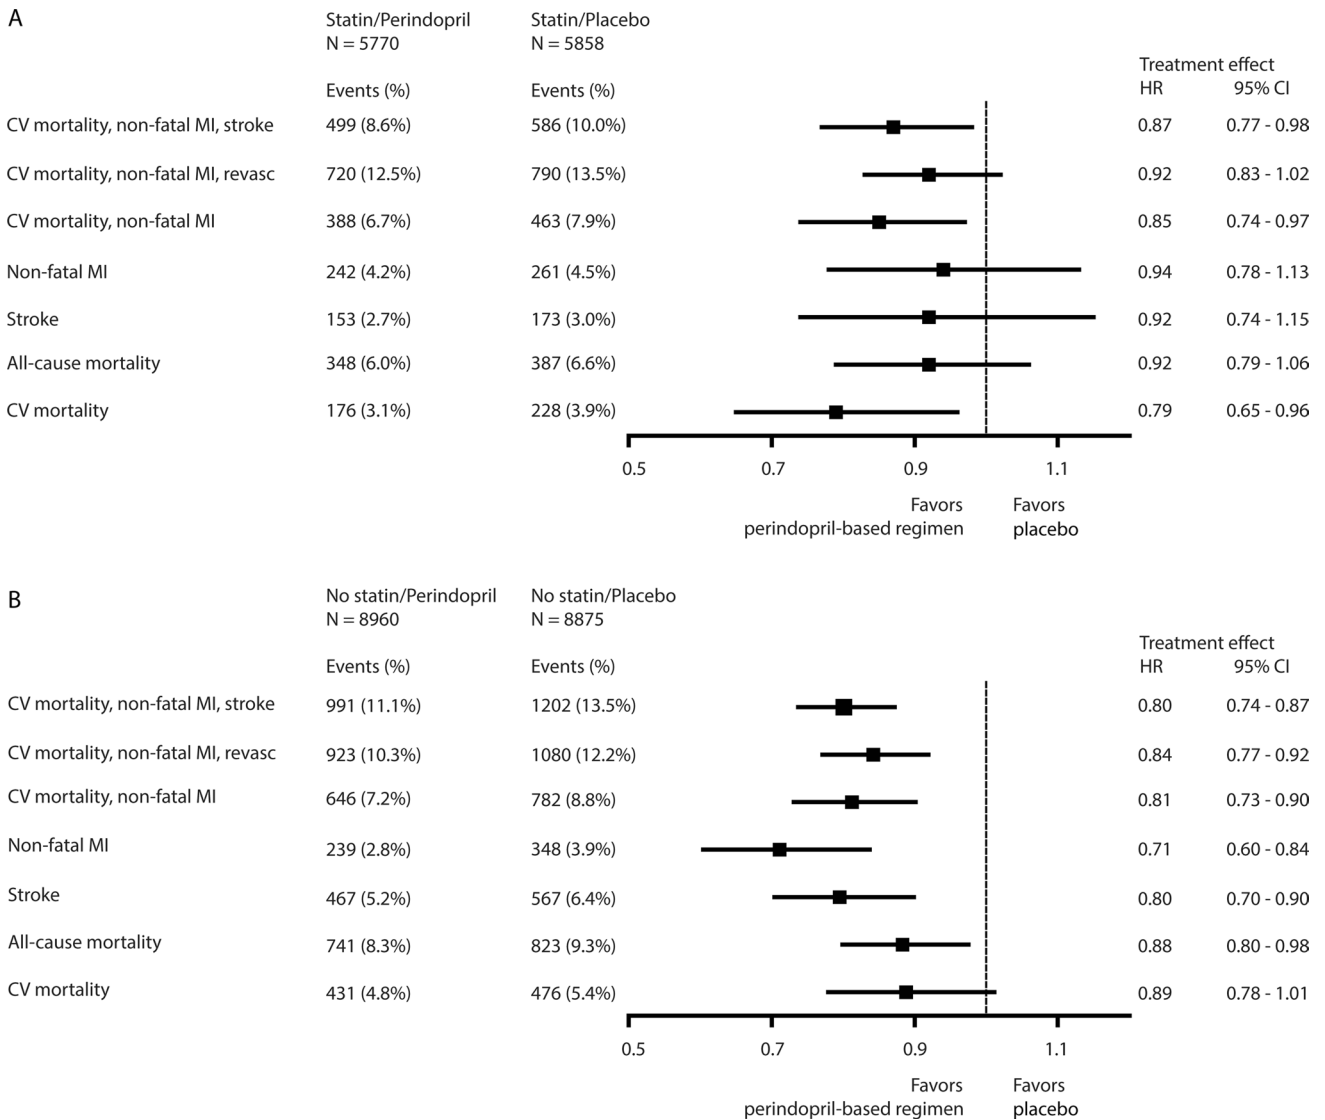 A
Statin/Perindopril Statin/Placebo
N = 5770 N = 5858
Treatment effect
Events (%) Events (%) HR 95% CI
CV mortality, non-fatal MI, stroke 499 (8.6%) 586 (10.0%) 0.87 0.77 - 0.98
CV mortality, non-fatal MI, revasc 720 (12.5%) 790 (13.5%) 0.92 0.83 - 1.02
CV mortality, non-fatal MI 388 (6.7%) 463 (7.9%) 0.85 0.74 - 0.97
Non-fatal MI 242 (4.2%) 261 (4.5%) 0.94 0.78 - 1.13
Stroke 153 (2.7%) 173 (3.0%) 0.92 0.74 - 1.15
All-cause mortality 348 (6.0%) 387 (6.6%) 0.92 0.79 - 1.06
CV mortality 176 (3.1%) 228 (3.9%) 0.79 0.65 - 0.96
0.5 0.7 0.9 1.1
Favors Favors
perindopril-based regimen placebo
B
No statin/Perindopril No statin/Placebo
N = 8960 N = 8875
Treatment effect
Events (%) Events (%) HR 95% CI
CV mortality, non-fatal MI, stroke 991 (11.1%) 1202 (13.5%) 0.80 0.74 - 0.87
CV mortality, non-fatal MI, revasc 923 (10.3%) 1080 (12.2%) 0.84 0.77 - 0.92
CV mortality, non-fatal MI 646 (7.2%) 782 (8.8%) 0.81 0.73 - 0.90
Non-fatal MI 239 (2.8%) 348 (3.9%) 0.71 0.60 - 0.84
Stroke 467 (5.2%) 567 (6.4%) 0.80 0.70 - 0.90
All-cause mortality 741 (8.3%) 823 (9.3%) 0.88 0.80 - 0.98
CV mortality 431 (4.8%) 476 (5.4%) 0.89 0.78 - 1.01
0.5 0.7 0.9 1.1
Favors Favors
perindopril-based regimen placebo